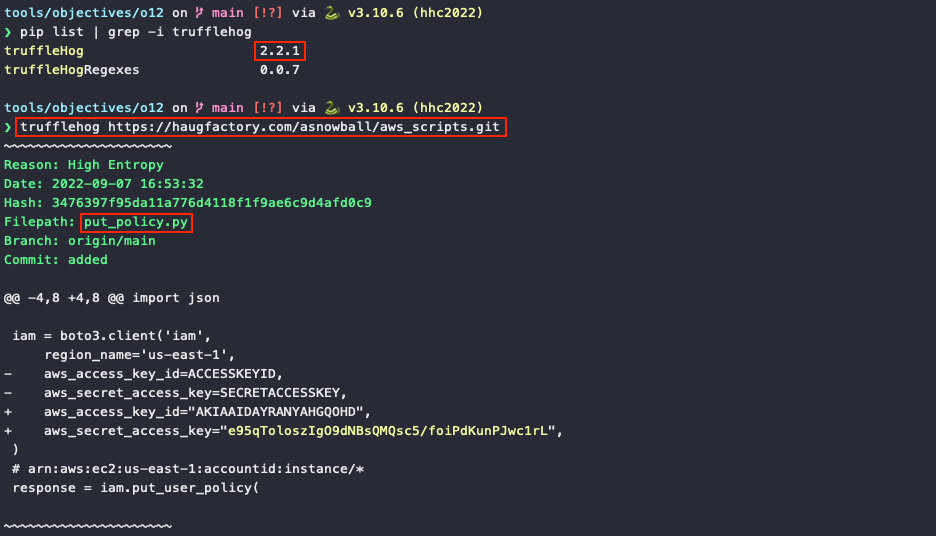 tools/objectives/o12 on main [!?] via 🐍 v3.10.6 (hhc2022)
❯ pip list | grep -i trufflehog
truffleHog 2.2.1
truffleHogRegexes 0.0.7
tools/objectives/o12 on main [!?] via 🐍 v3.10.6 (hhc2022)
❯ trufflehog https://haugfactory.com/asnowball/aws_scripts.git
~~~~~~~~~~~~~~~~~~~~~
Reason: High Entropy
Date: 2022-09-07 16:53:32
Hash: 3476397f95da11a776d4118f1f9ae6c9d4afd0c9
Filepath: put_policy.py
Branch: origin/main
Commit: added
@@ -4,8 +4,8 @@ import json
iam = boto3.client('iam',
region_name='us-east-1',
- aws_access_key_id=ACCESSKEYID,
- aws_secret_access_key=SECRETACCESSKEY,
+ aws_access_key_id="AKIAAIDAYRANYAHGQOHD",
+ aws_secret_access_key="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",
)
# arn:aws:ec2:us-east-1:accountid:instance/*
response = iam.put_user_policy(
~~~~~~~~~~~~~~~~~~~~~